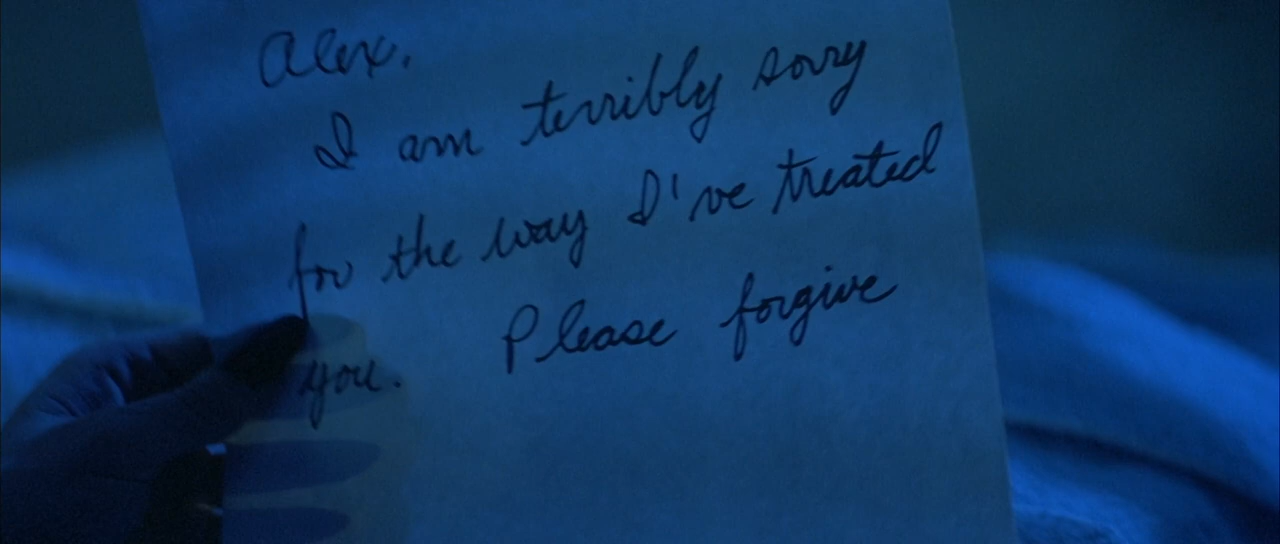 Alex,
I am terribly sorry
for the way I've treated
you. Please forgive